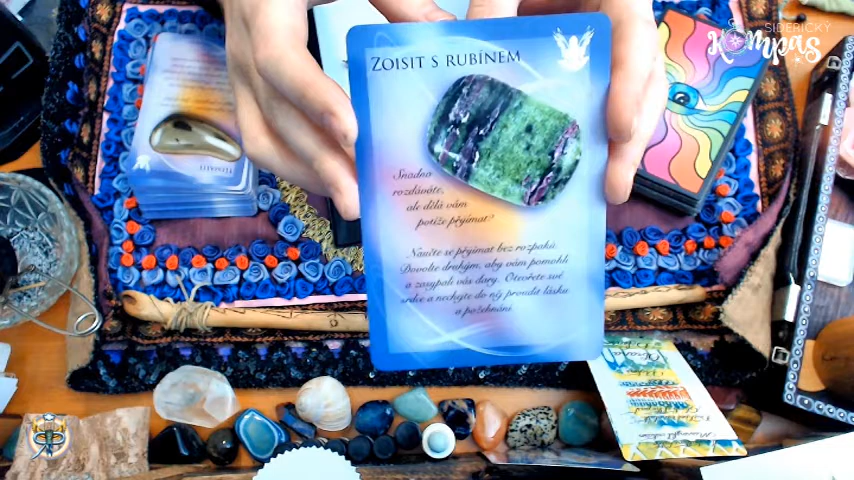 SIDERICKÝ
Kompas
ZOISIT S RUBÍNEM
Snadno
rozdáváte,
ale dělá vám
potíže přijímat?
Naučte se přijímat bez rozpaků.
Dovolte druhým, aby vám pomohli
a zasypali vás dary. Otevřete své
srdce a nechejte do něj proudit lásku
a požehnání.
HEMATIT